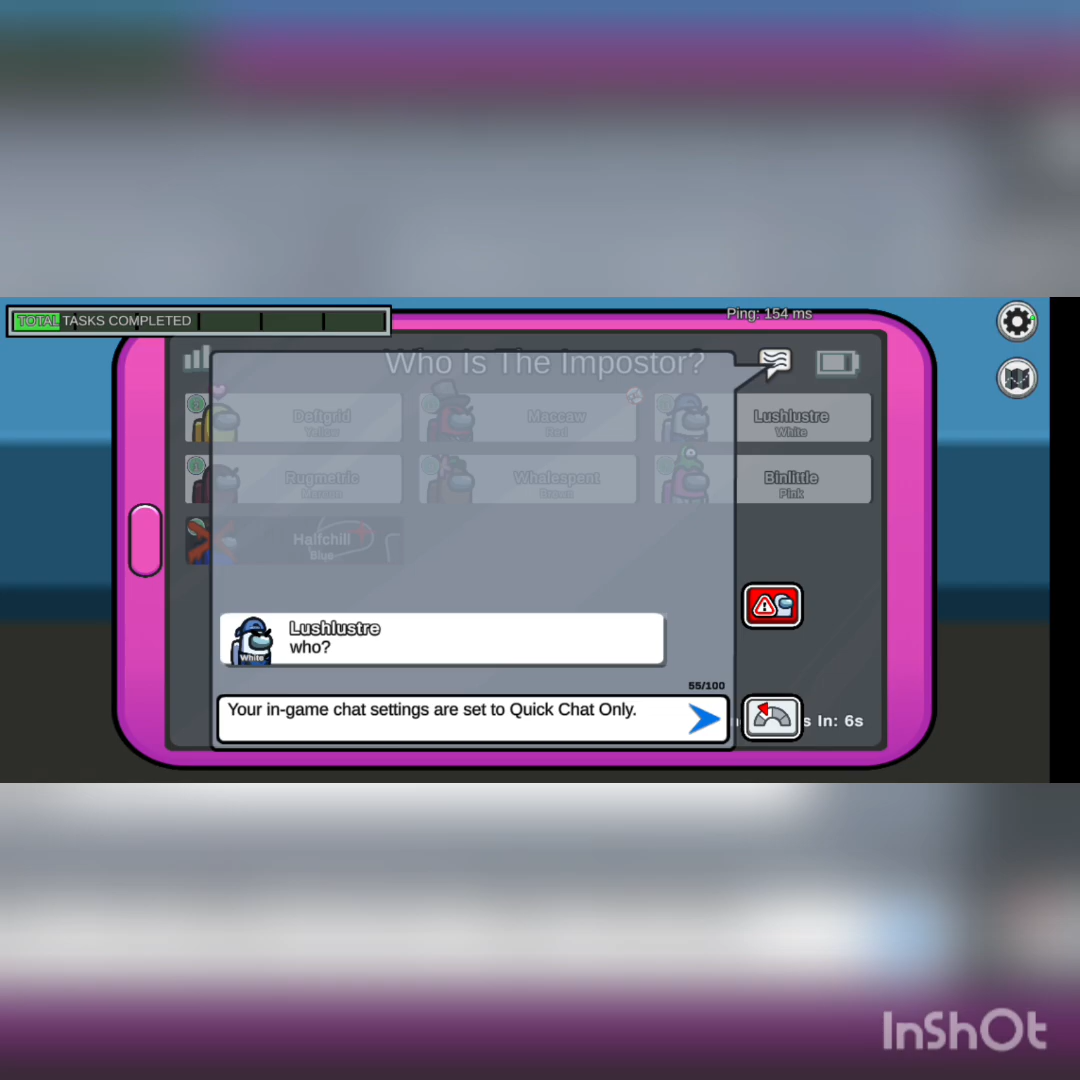 TOTAL TASKS COMPLETED
Ping: 154 ms
Who Is The Impostor?
Deftgrid
Yellow
Maccaw
Red
Lushlustre
White
Rugmetric
Maroon
Whalespent
Brown
Binlittle
Pink
Halfchill
Blue
Lushlustre
who?
White
55/100
Your in-game chat settings are set to Quick Chat Only.
s In: 6s
InShOt